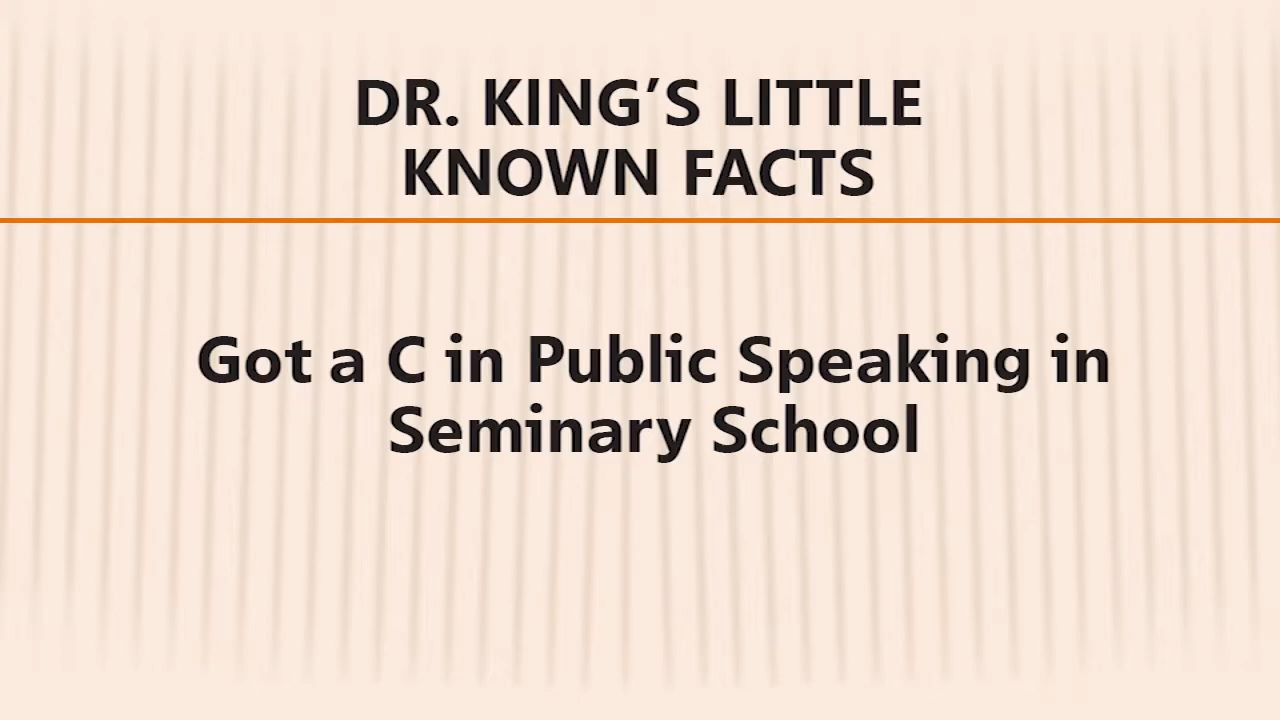 DR. KING’S LITTLE
KNOWN FACTS
Got a C in Public Speaking in
Seminary School